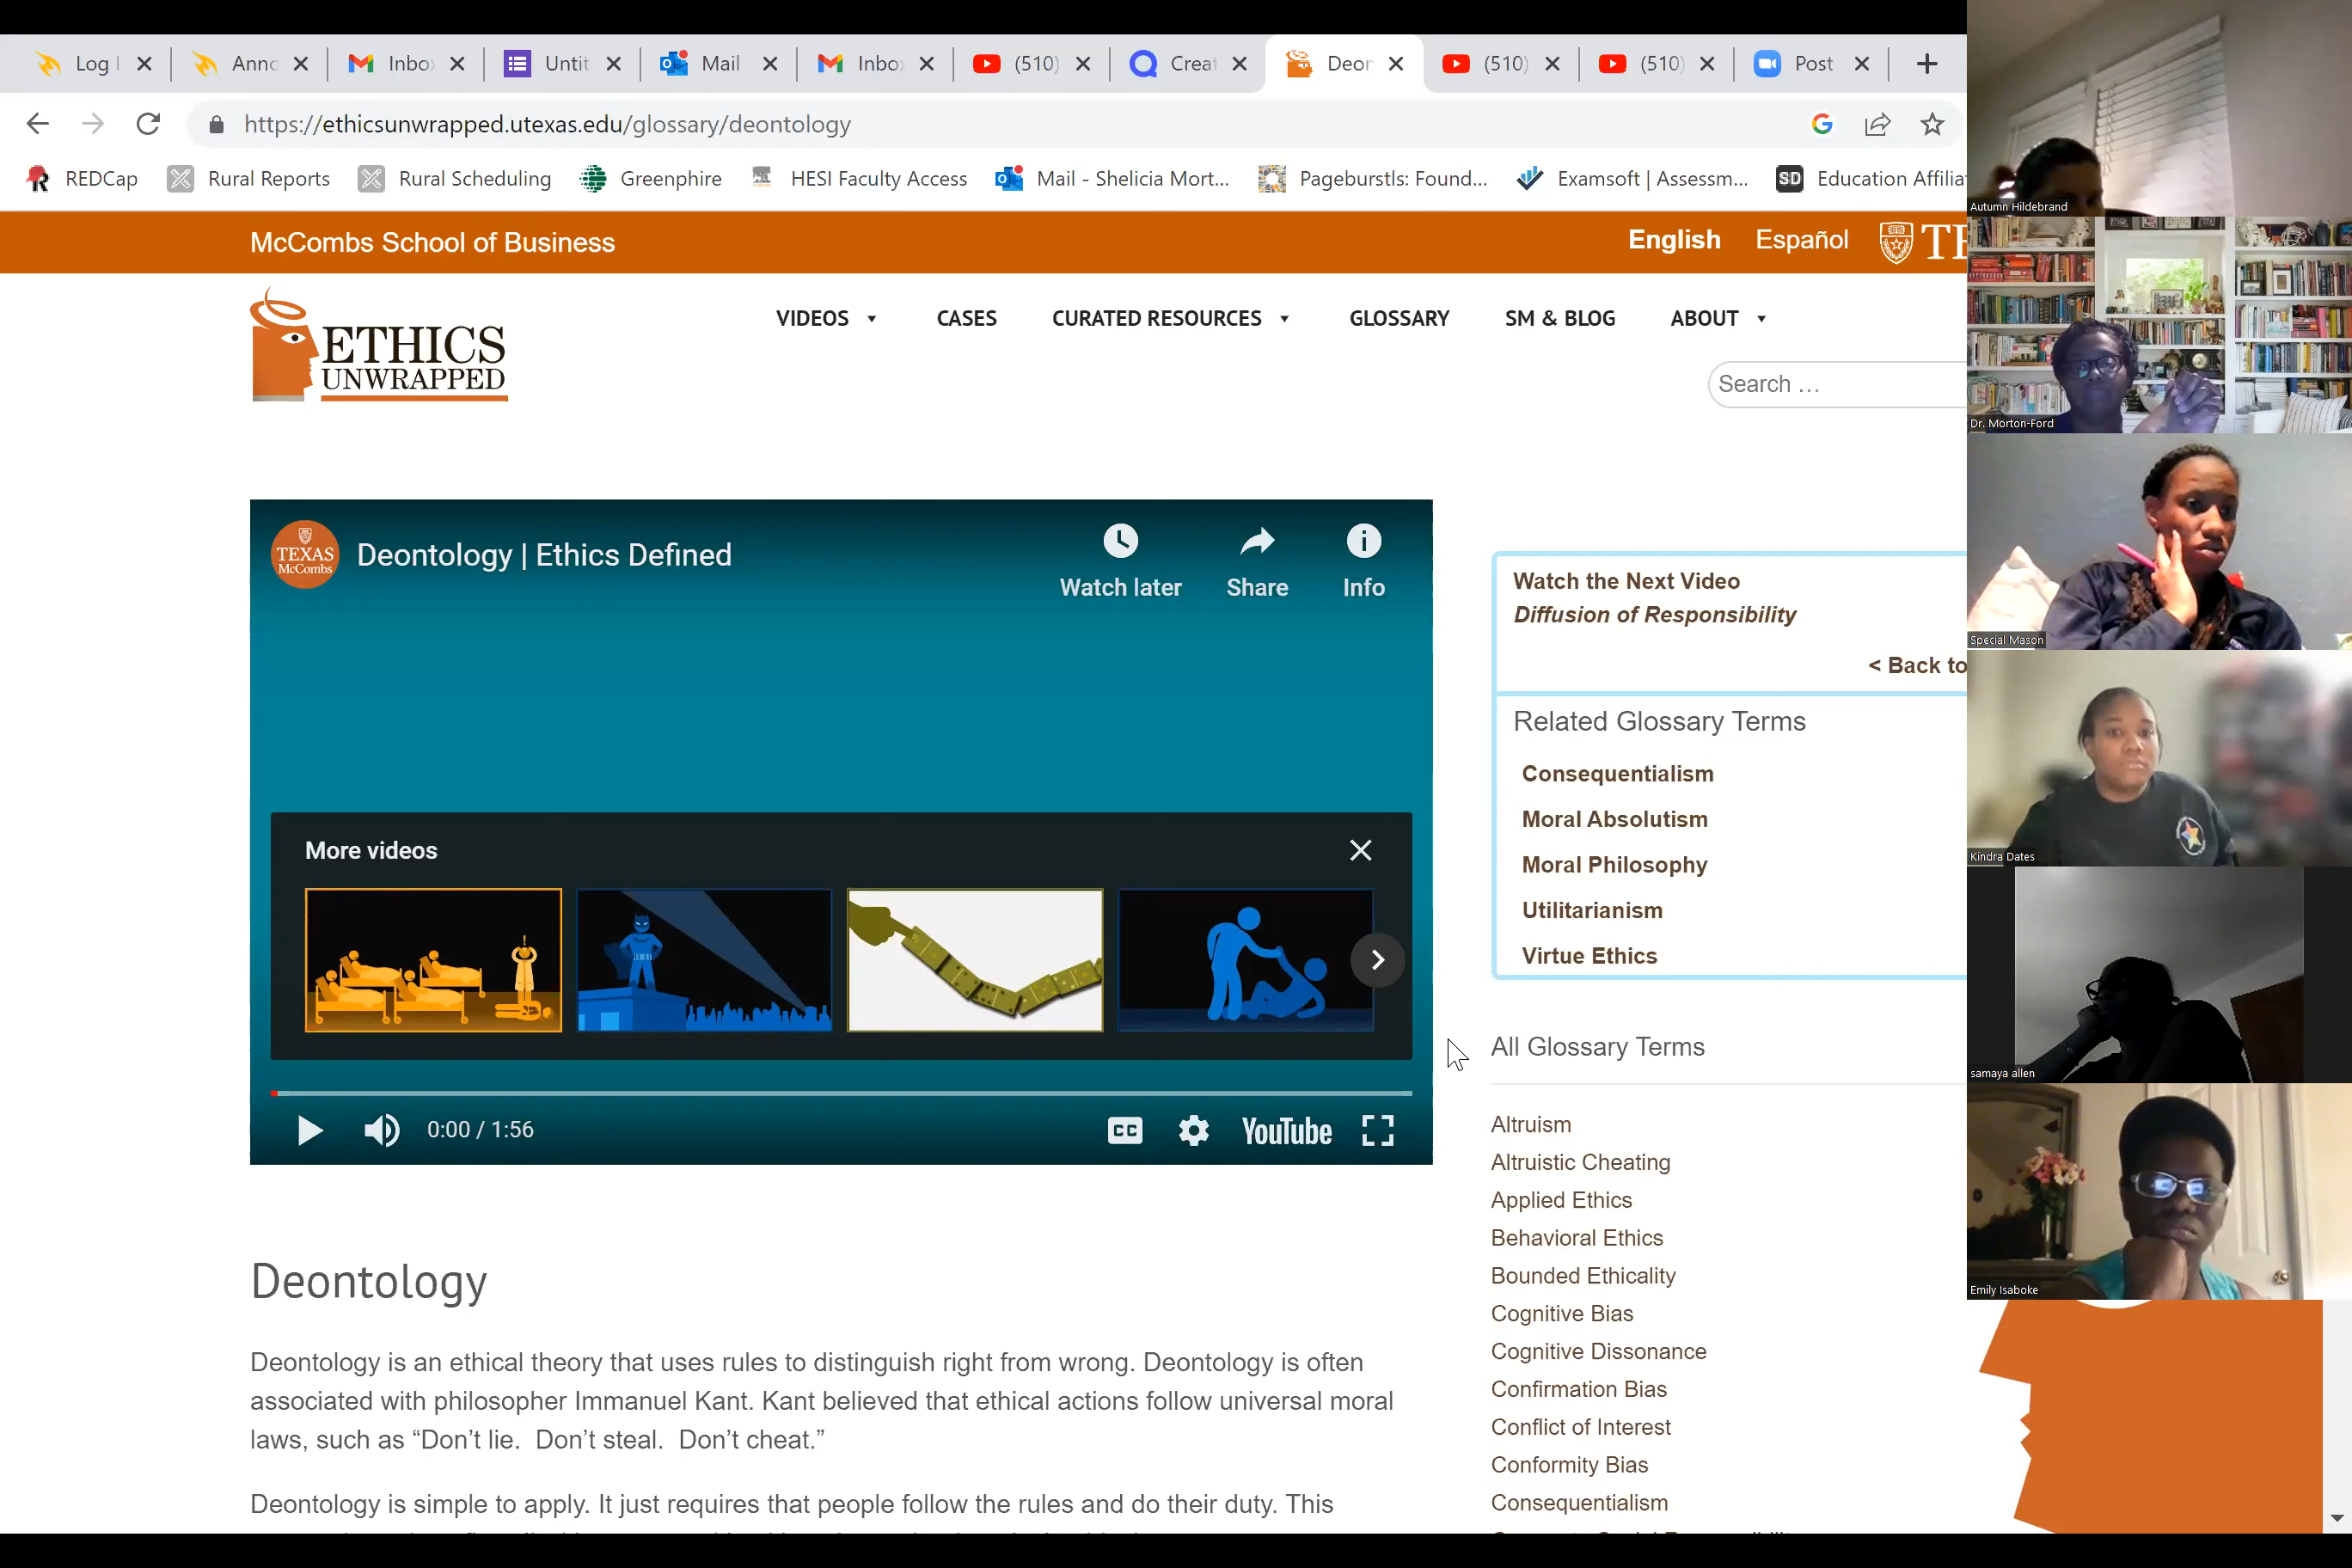 Log I
Anno
Inbox
Untit
Mail
Inbox
(510)
Creat
Deon
(510)
(510)
Post
https://ethicsunwrapped.utexas.edu/glossary/deontology
REDCap
Rural Reports
Rural Scheduling
Greenphire
HESI Faculty Access
Mail - Shelicia Mort...
Pageburstls: Found...
Examsoft | Assessm...
SD
Education Affilia
McCombs School of Business
English
Español
TE
ETHICS
UNWRAPPED
VIDEOS
CASES
CURATED RESOURCES
GLOSSARY
SM & BLOG
ABOUT
Search …
TEXAS
McCombs
Deontology | Ethics Defined
Watch later
Share
Info
More videos
0:00 / 1:56
CC
YouTube
Watch the Next Video
Diffusion of Responsibility
< Back to
Related Glossary Terms
Consequentialism
Moral Absolutism
Moral Philosophy
Utilitarianism
Virtue Ethics
All Glossary Terms
Altruism
Altruistic Cheating
Applied Ethics
Behavioral Ethics
Bounded Ethicality
Cognitive Bias
Cognitive Dissonance
Confirmation Bias
Conflict of Interest
Conformity Bias
Consequentialism
Deontology
Deontology is an ethical theory that uses rules to distinguish right from wrong. Deontology is often
associated with philosopher Immanuel Kant. Kant believed that ethical actions follow universal moral
laws, such as “Don’t lie.  Don’t steal.  Don’t cheat.”
Deontology is simple to apply. It just requires that people follow the rules and do their duty. This
Autumn Hildebrand
Dr. Morton-Ford
Special Mason
Kindra Dates
samaya allen
Emily Isaboke